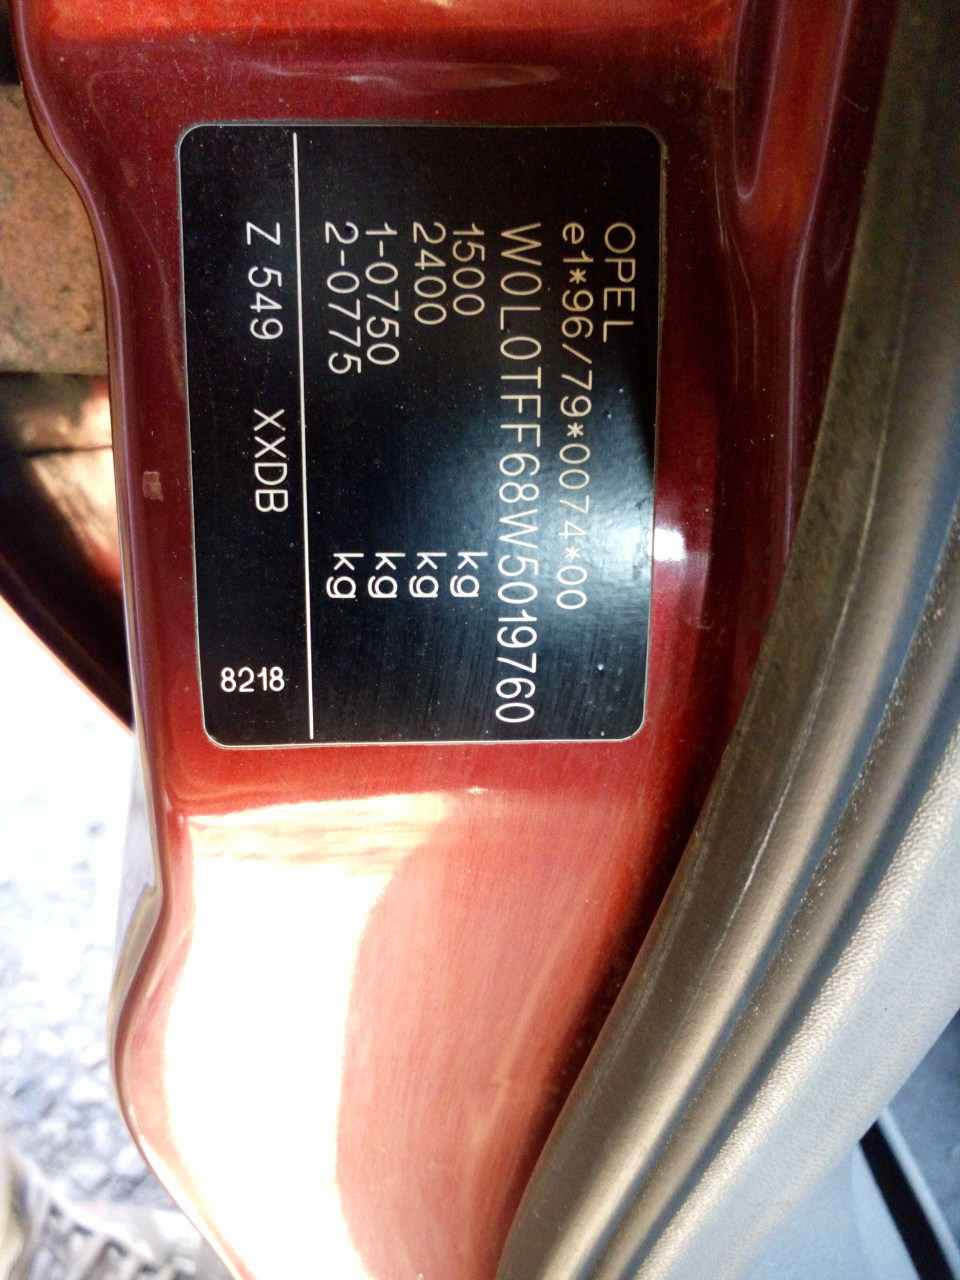 OPEL
e1*96/79*0074*00
W0L0TFF68W5019760
1500 kg
2400 kg
1-0750 kg
2-0775 kg
Z 549 XXDB 8218